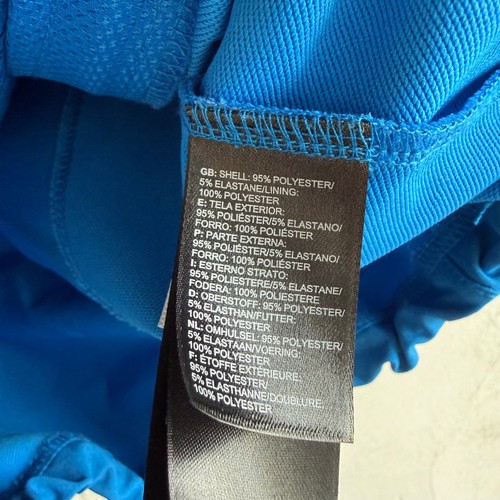 GB: SHELL: 95% POLYESTER/
5% ELASTANE/LINING:
100% POLYESTER
E: TELA EXTERIOR:
95% POLIÉSTER/5% ELASTANO/
FORRO: 100% POLIÉSTER
P: PARTE EXTERNA:
95% POLIÉSTER/5% ELASTANO/
FORRO: 100% POLIÉSTER
I: ESTERNO STRATO:
95% POLIESTERE/5% ELASTANE/
FODERA: 100% POLIESTERE
D: OBERSTOFF: 95% POLYESTER/
5% ELASTHAN/FUTTER:
100% POLYESTER
NL: OMHULSEL: 95% POLYESTER/
5% ELASTAAN/VOERING:
100% POLYESTER
F: ÉTOFFE EXTÉRIEURE:
95% POLYESTER/
5% ELASTHANNE/DOUBLURE:
100% POLYESTER